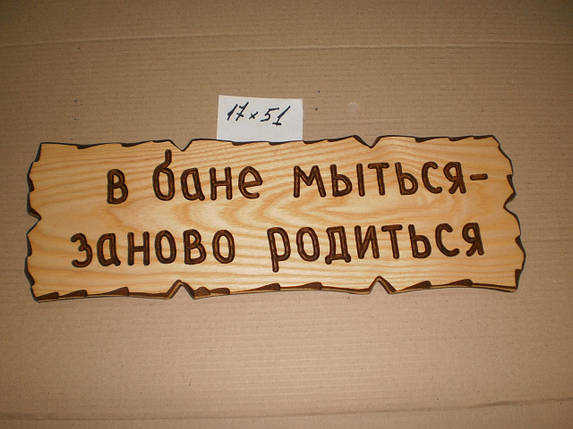 17×51
в бане мыться-
заново родиться